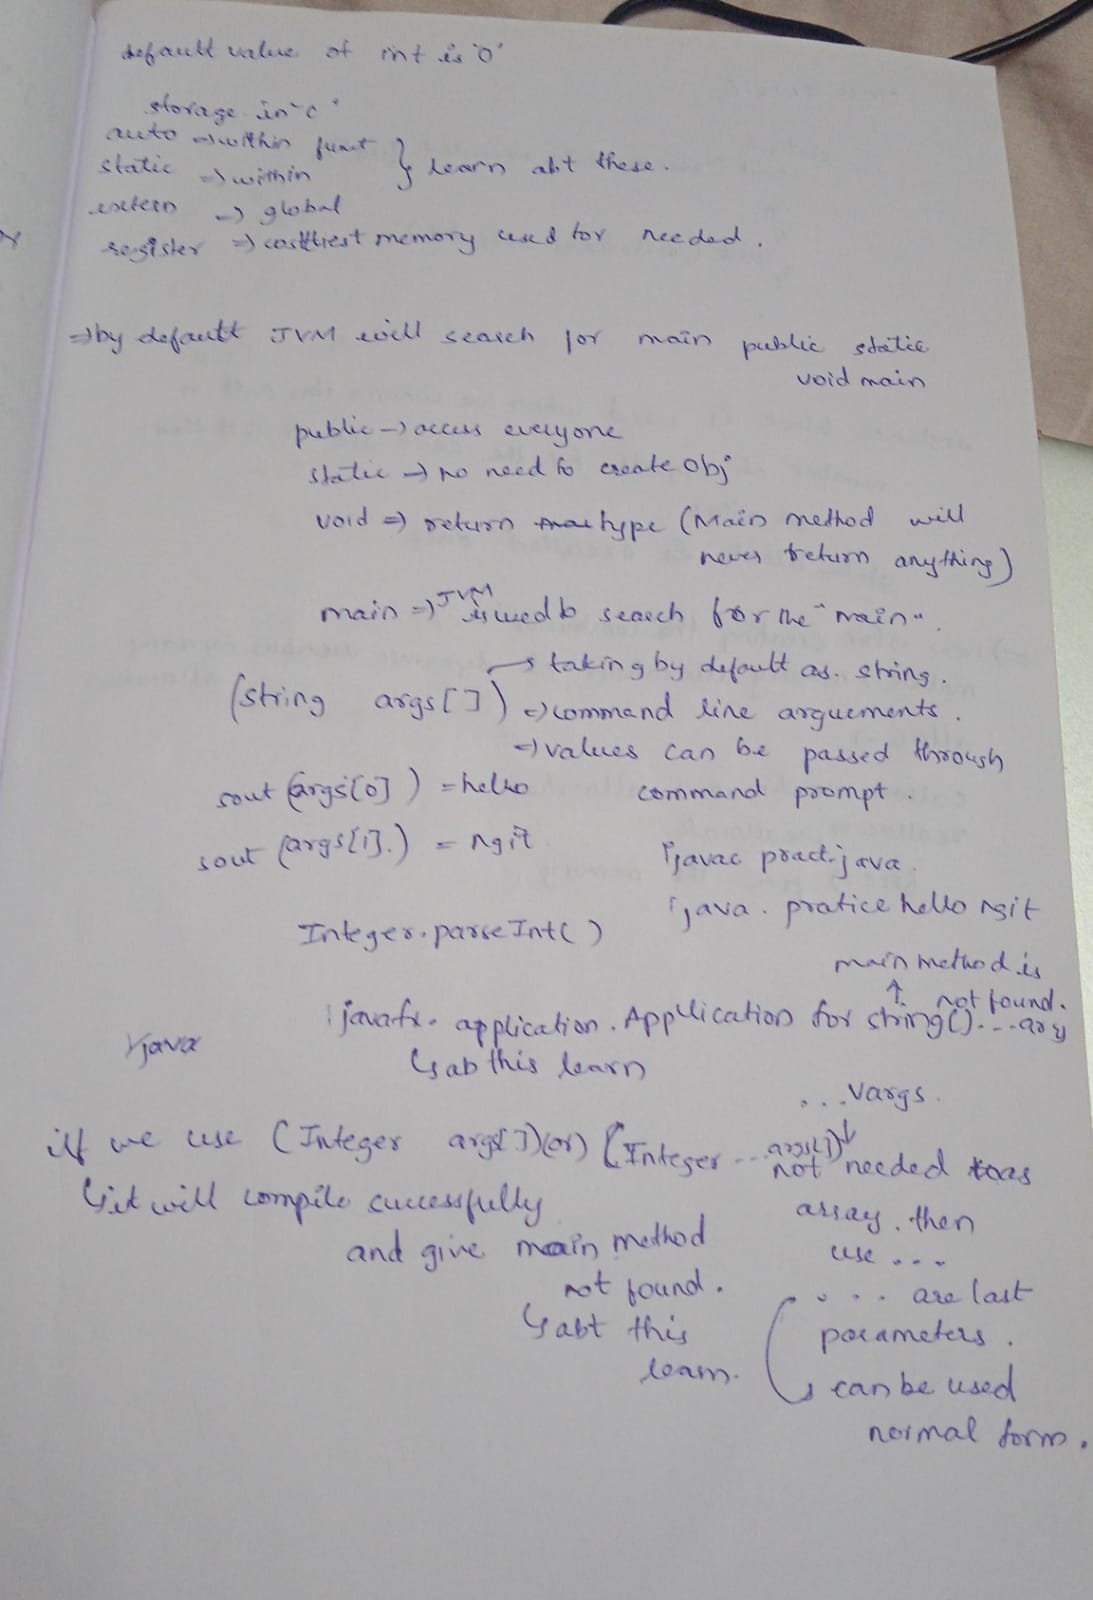 default value of int is '0'
storage in "c"
auto => within funct
static => within } learn abt these.
extern -> global
register => costtliest memory used for needed.
=> by default JVM will search for main public static
void main
public -> access everyone
static -> no need to create obj
void => return type (Main method will
never return anything)
main => JVM is used to search for the "main".
-> taking by default as. string.
(string args[]) => command line arguements.
=> values can be passed through
command prompt.
sout (args[0]) = hello
sout (args[1].) = ngit
javac pract.java.
java. pratice hello ngit
Integer.parseInt()
main method is
not found.
javafx. application. Application for string()...
java
ab this learn
...Vargs.
if we use (Integer args[])(or) (Integer ... args[])
not needed as
array. then
use ...
it will compile successfully
and give main method
not found.
abt this
learn.
... are last
parameters.
can be used
normal form.